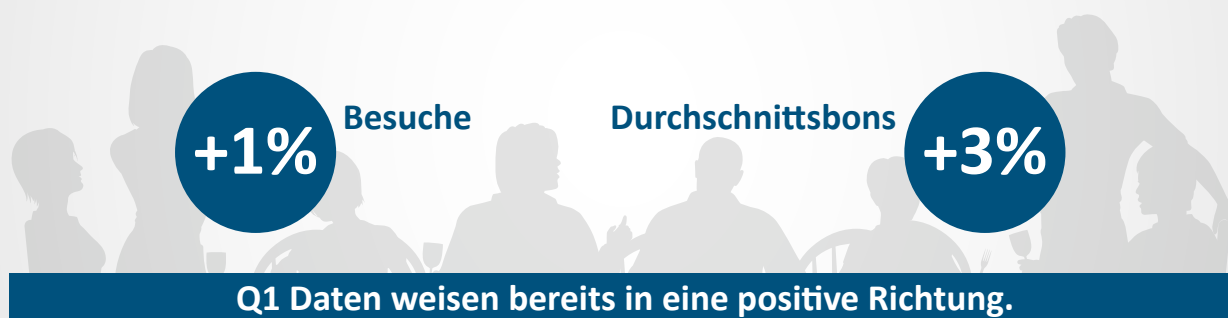 +1%
Besuche
Durchschnittsbons
+3%
Q1 Daten weisen bereits in eine positive Richtung.